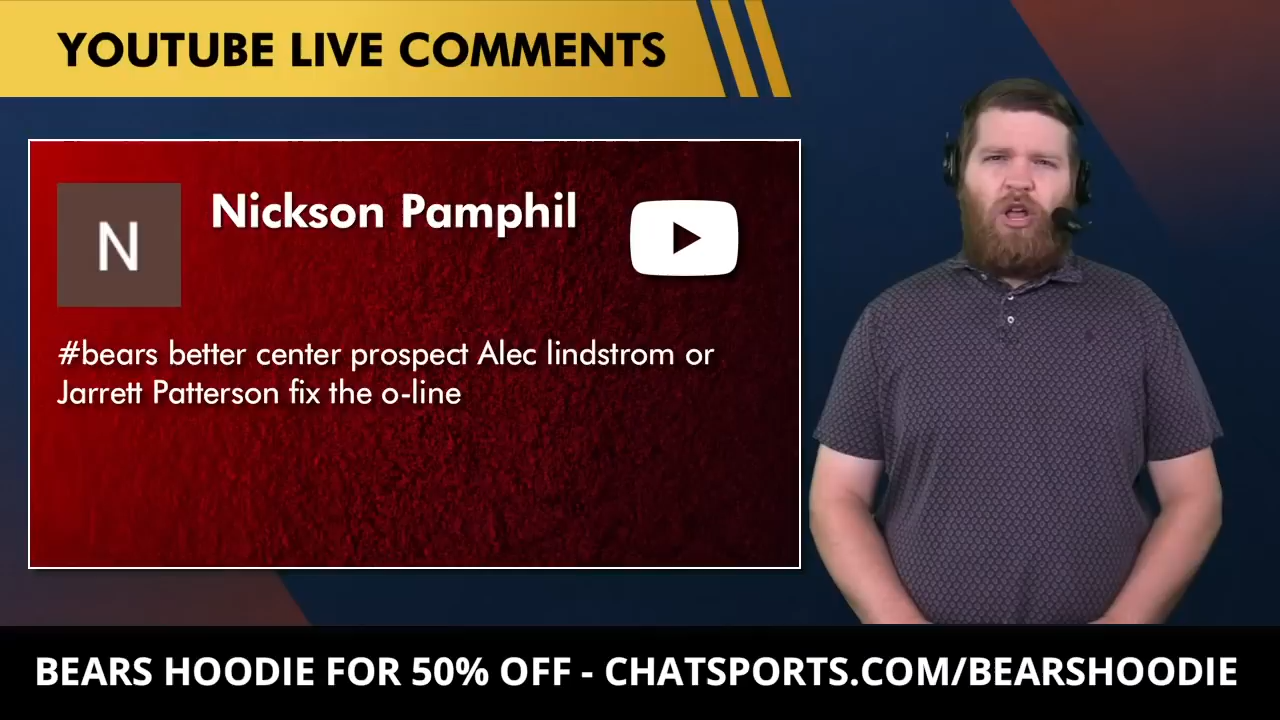 YOUTUBE LIVE COMMENTS
N
Nickson Pamphil
#bears better center prospect Alec lindstrom or
Jarrett Patterson fix the o-line
BEARS HOODIE FOR 50% OFF - CHATSPORTS.COM/BEARSHOODIE